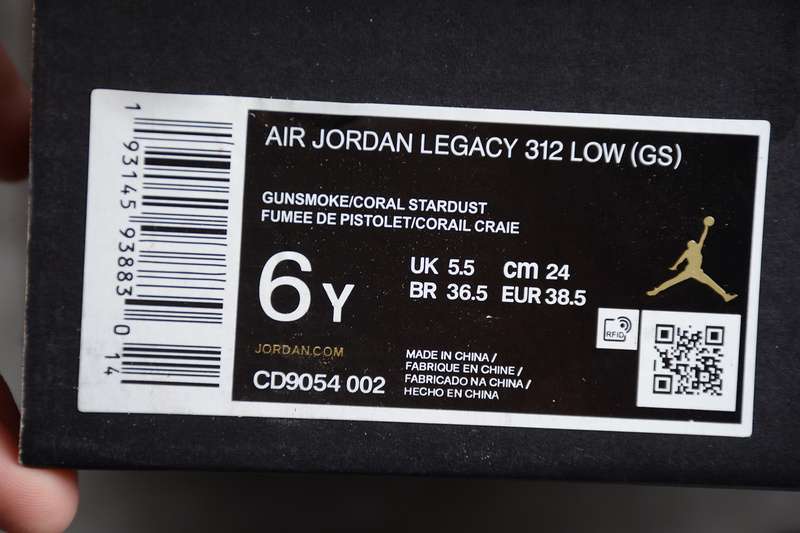 AIR JORDAN LEGACY 312 LOW (GS)
GUNSMOKE/CORAL STARDUST
FUMEE DE PISTOLET/CORAIL CRAIE
6Y
UK 5.5 cm 24
BR 36.5 EUR 38.5
JORDAN.COM
CD9054 002
MADE IN CHINA /
FABRIQUE EN CHINE /
FABRICADO NA CHINA /
HECHO EN CHINA
RFID
1 93145 93883 0 14